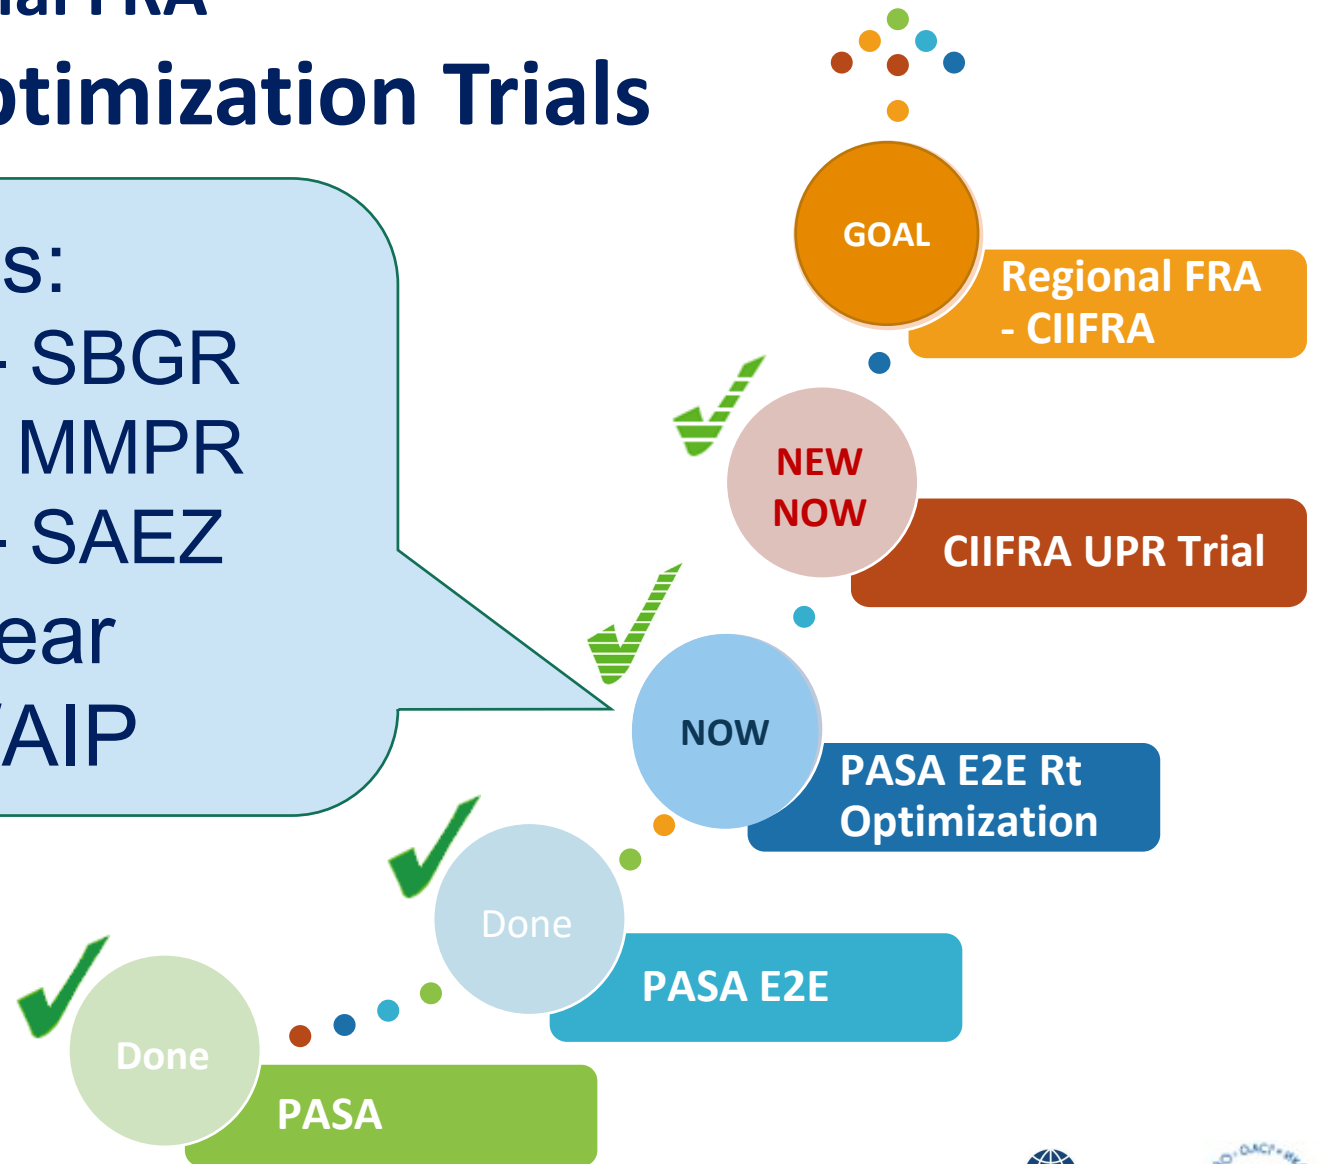 FRA
ptimization Trials
s:
- SBGR
MMPR
- SAEZ
ear
/AIP
GOAL
Regional FRA
- CIIFRA
NEW
NOW
CIIFRA UPR Trial
NOW
PASA E2E Rt
Optimization
Done
PASA E2E
Done
PASA